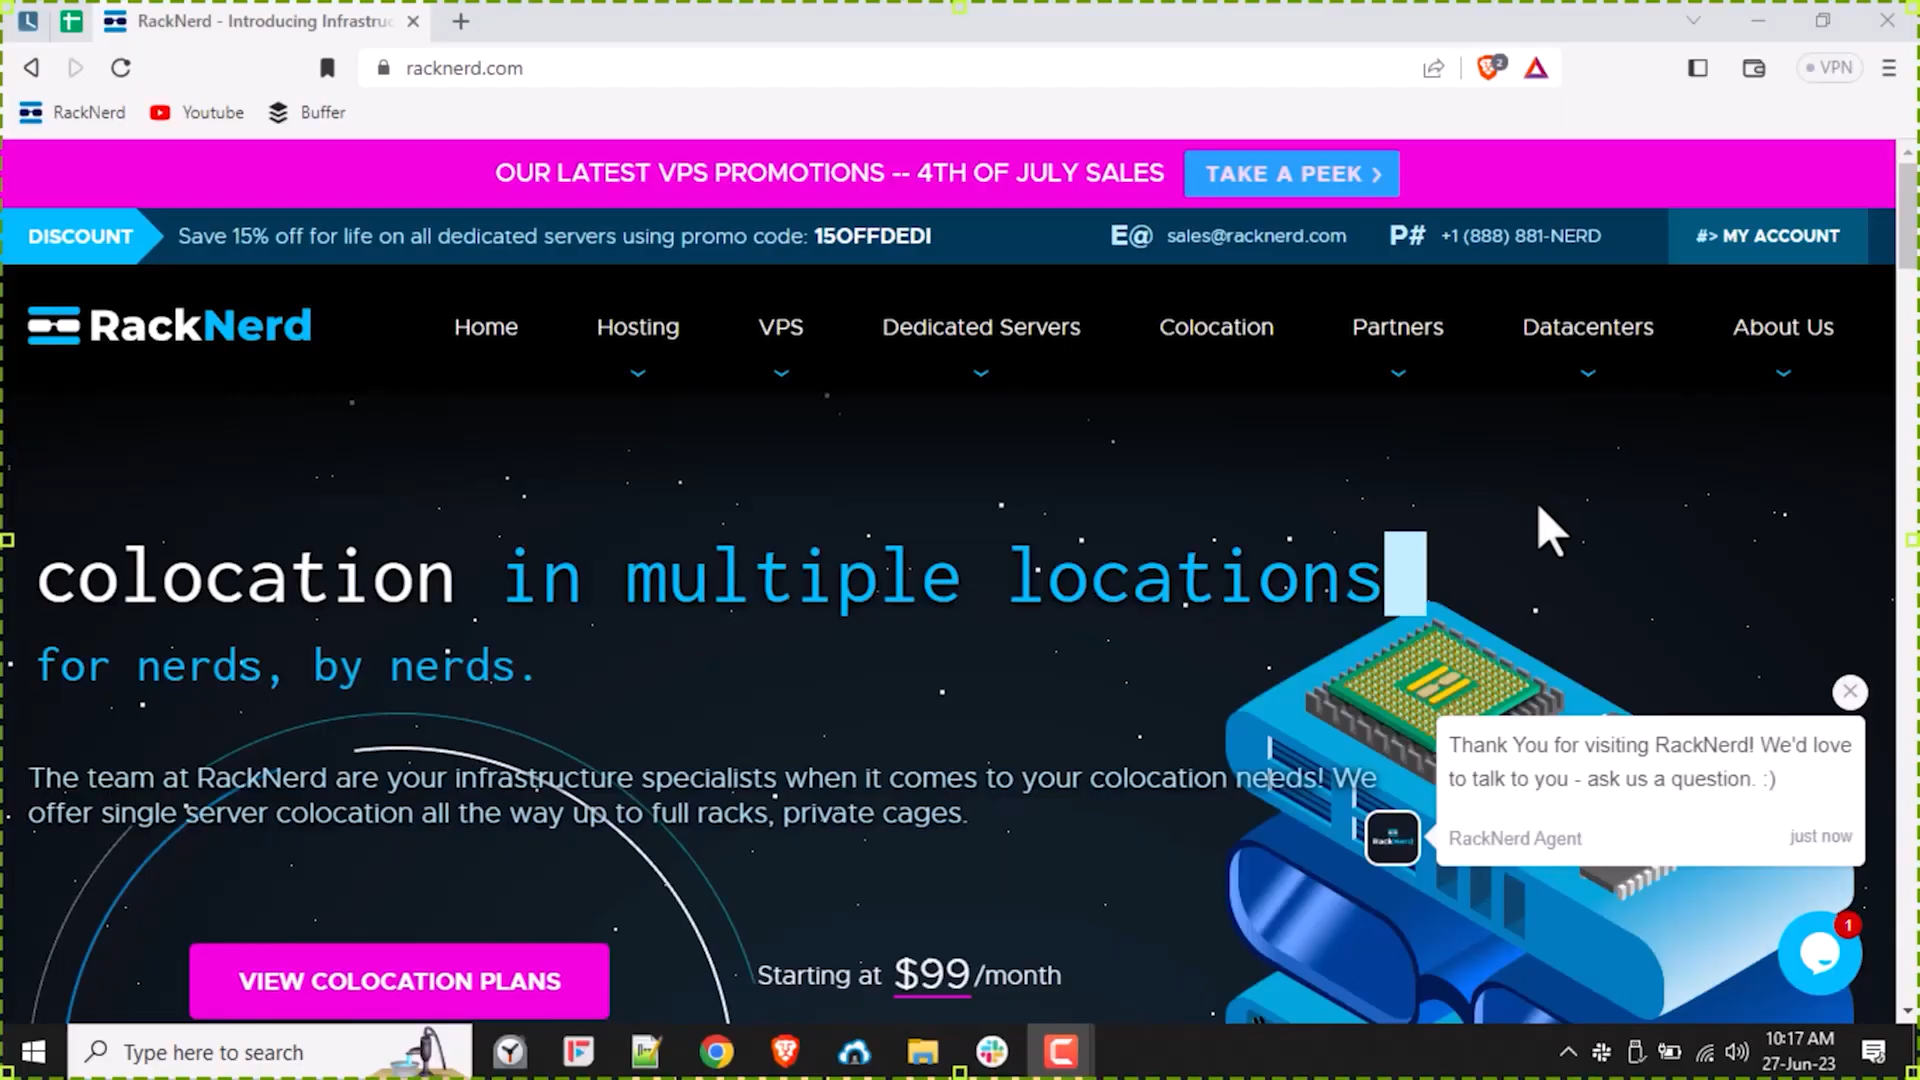 RackNerd - Introducing Infrastruc
racknerd.com
2
VPN
RackNerd
Youtube
Buffer
OUR LATEST VPS PROMOTIONS -- 4TH OF JULY SALES
TAKE A PEEK >
DISCOUNT
Save 15% off for life on all dedicated servers using promo code: 15OFFDEDI
E@ sales@racknerd.com
P# +1 (888) 881-NERD
#> MY ACCOUNT
RackNerd
Home
Hosting
VPS
Dedicated Servers
Colocation
Partners
Datacenters
About Us
colocation in multiple locations
for nerds, by nerds.
The team at RackNerd are your infrastructure specialists when it comes to your colocation needs! We
offer single server colocation all the way up to full racks, private cages.
VIEW COLOCATION PLANS
Starting at $99/month
Thank You for visiting RackNerd! We'd love
to talk to you - ask us a question. :)
RackNerd
RackNerd Agent
just now
1
Type here to search
10:17 AM
27-Jun-23